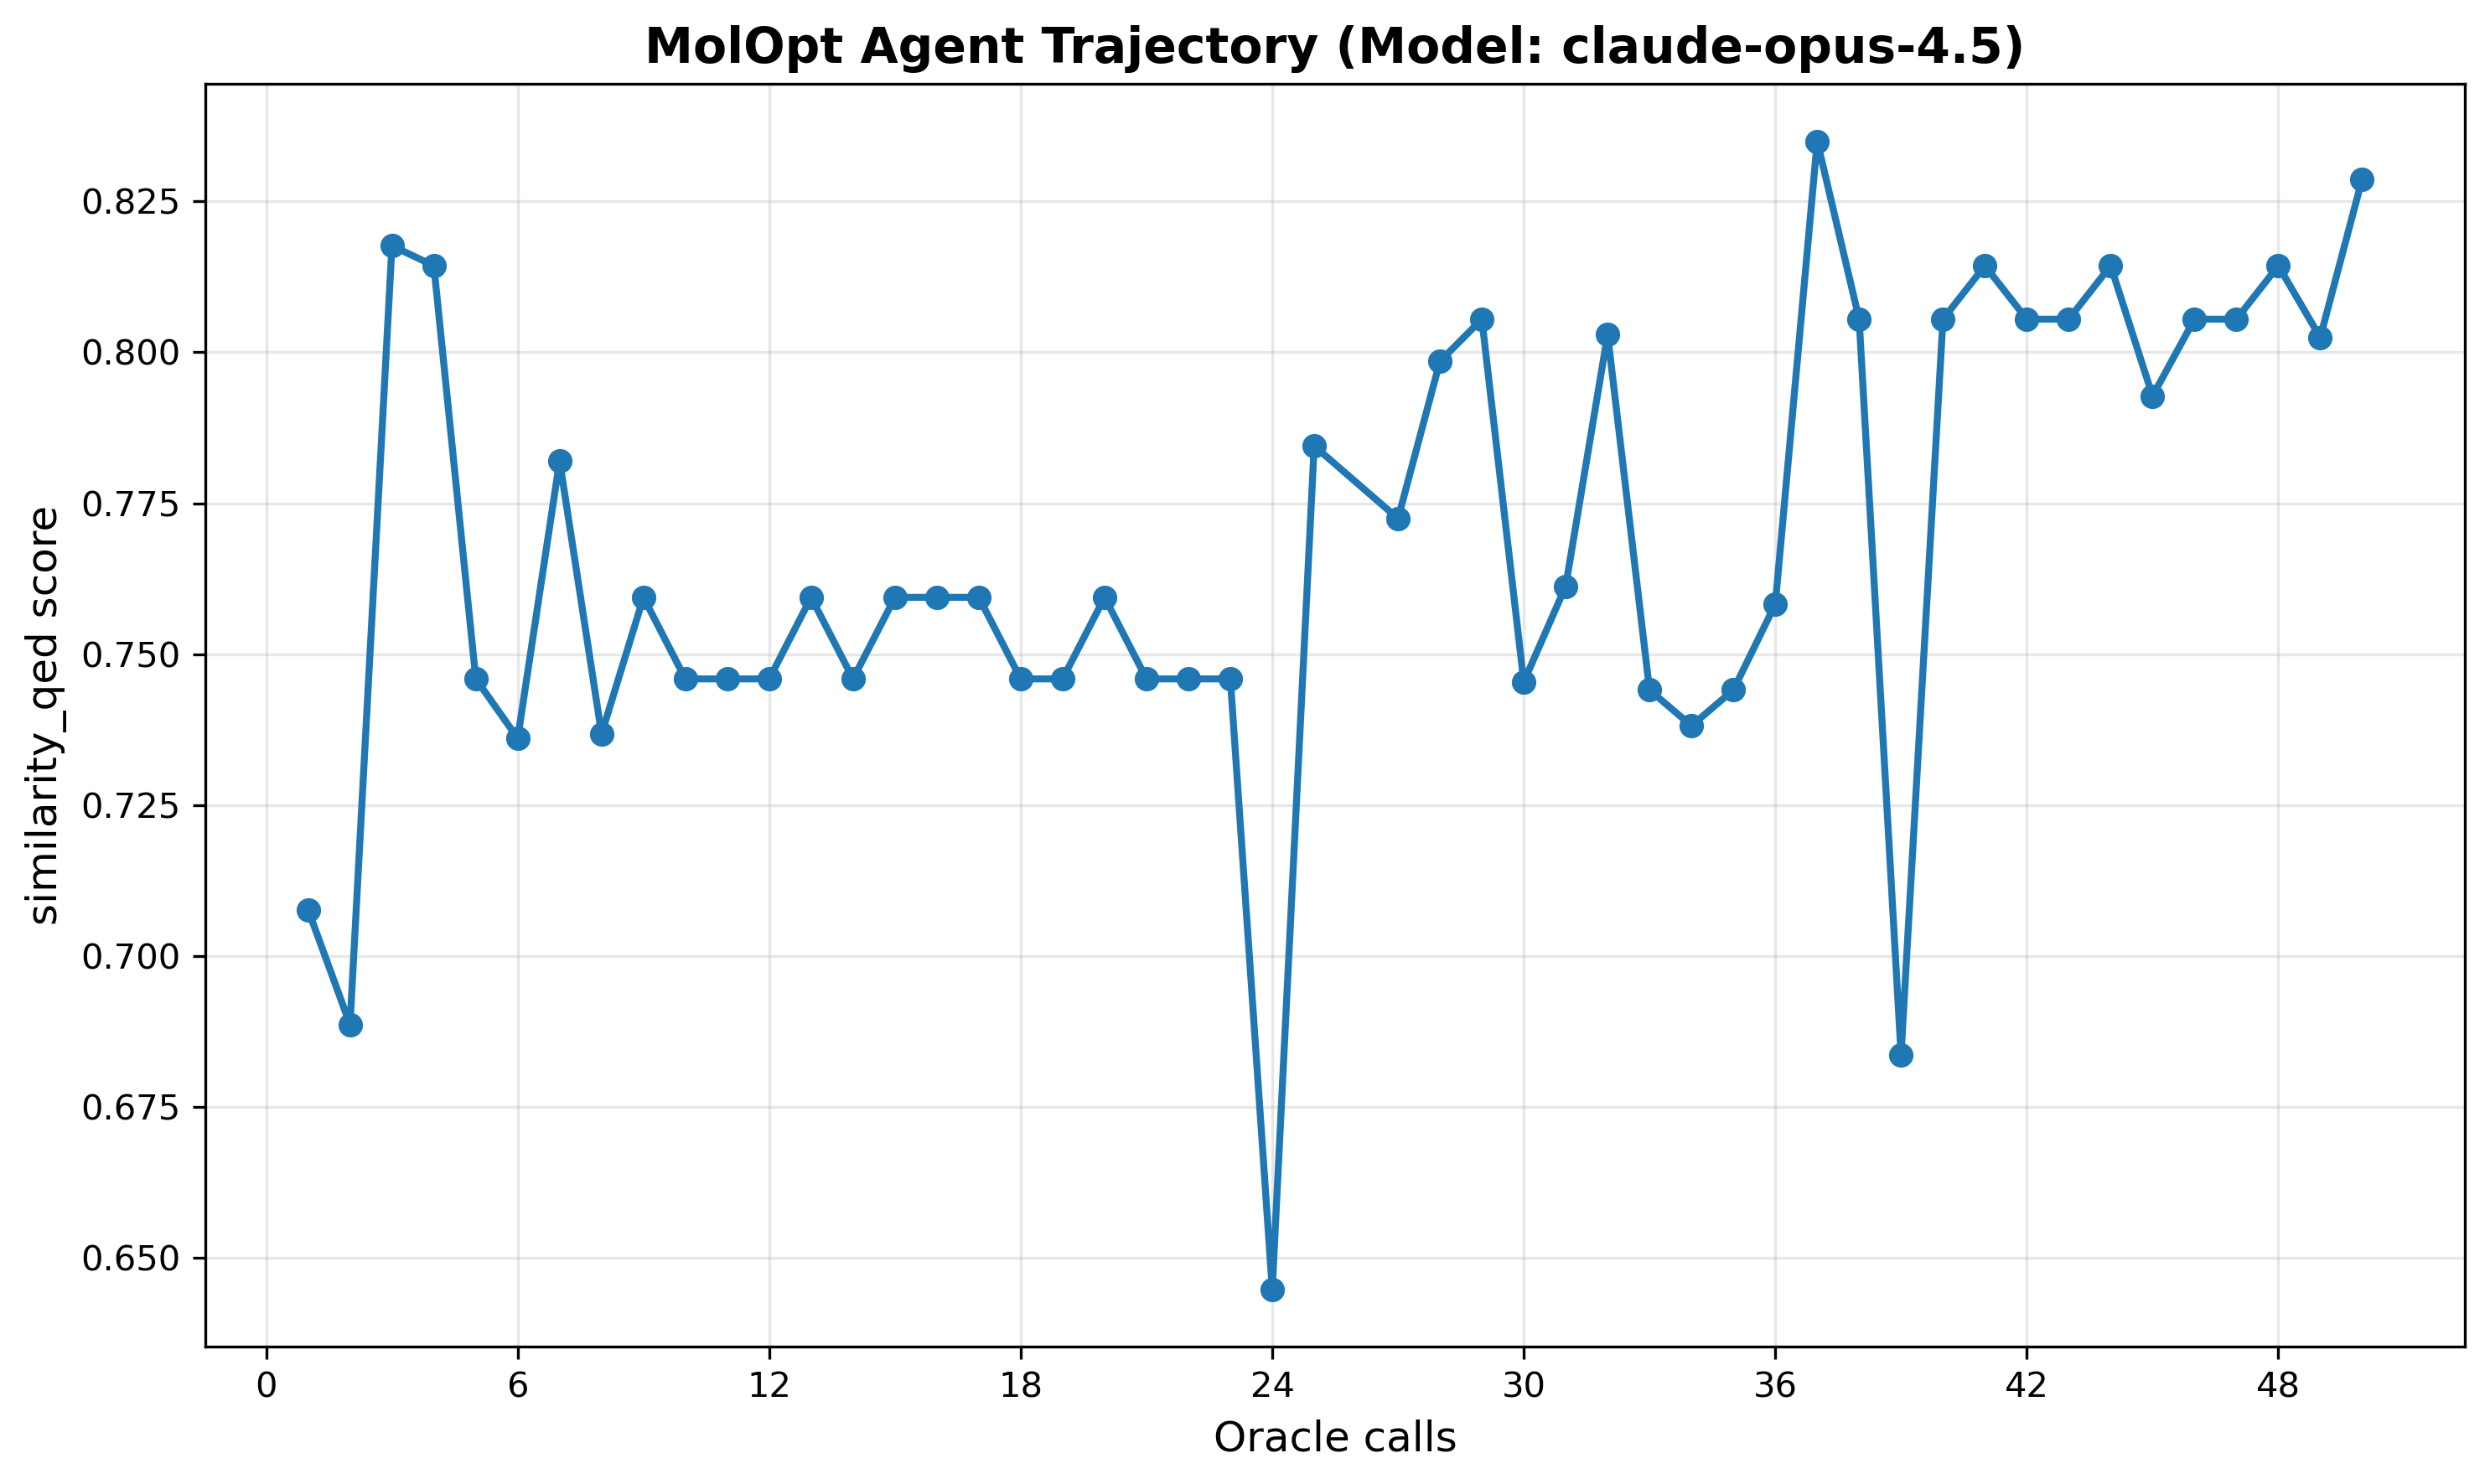 MolOpt Agent Trajectory (Model: claude-opus-4.5)
similarity_qed score
0.825
0.800
0.775
0.750
0.725
0.700
0.675
0.650
0 6 12 18 24 30 36 42 48
Oracle calls